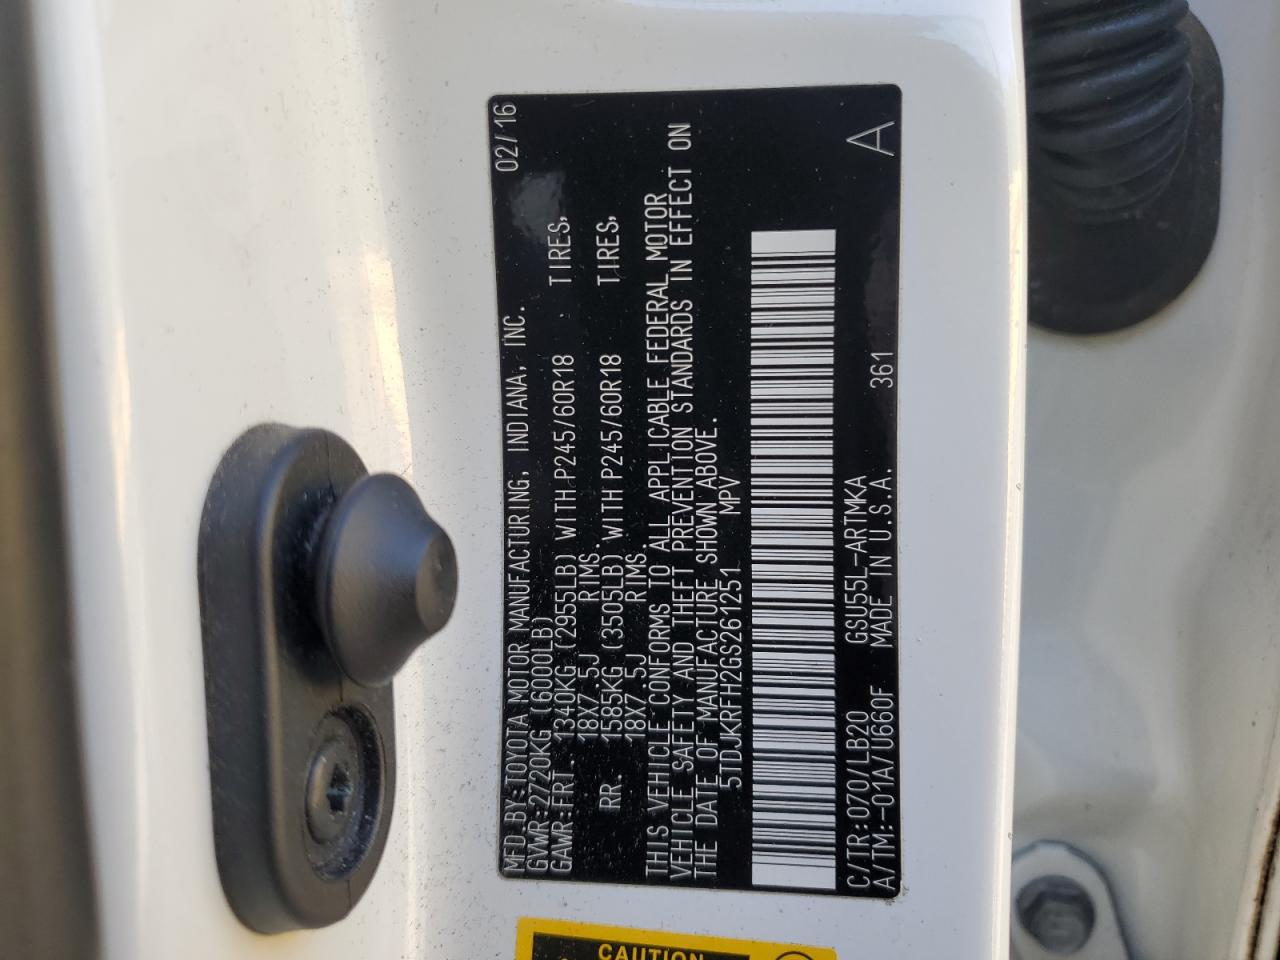 MFD.BY:TOYOTA MOTOR MANUFACTURING, INDIANA, INC. 02/16
GVWR:2720KG (6000LB)
GAWR:FRT. 1340KG (2955LB) WITH P245/60R18 TIRES,
18X7.5J RIMS.
RR. 1585KG (3505LB) WITH P245/60R18 TIRES,
18X7.5J RIMS.
THIS VEHICLE CONFORMS TO ALL APPLICABLE FEDERAL MOTOR
VEHICLE SAFETY AND THEFT PREVENTION STANDARDS IN EFFECT ON
THE DATE OF MANUFACTURE SHOWN ABOVE.
5TDJKRFH2GS261251 MPV
C/TR:070/LB20 GSU55L-ARTMKA A
A/TM:-01A/U660F MADE IN U.S.A. 361
CAUTION